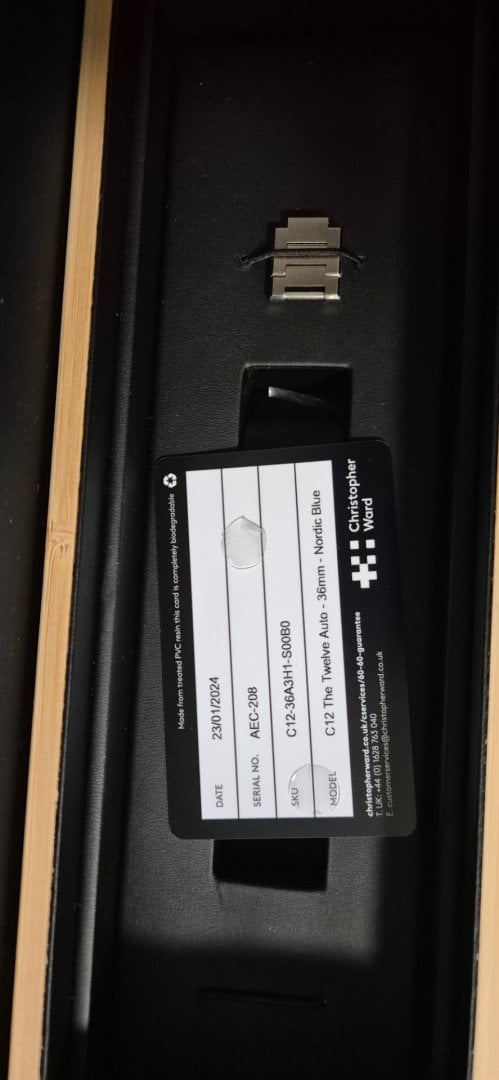 Made from treated PVC resin this card is completely biodegradable
DATE 23/01/2024
SERIAL NO. AEC-208
SKU C12-36A3H1-S00B0
MODEL C12 The Twelve Auto - 36mm - Nordic Blue
christopherward.co.uk/cservices/60-60-guarantee
T. UK: +44 (0) 1628 763 040
E. customerservices@christopherward.co.uk
Christopher
Ward